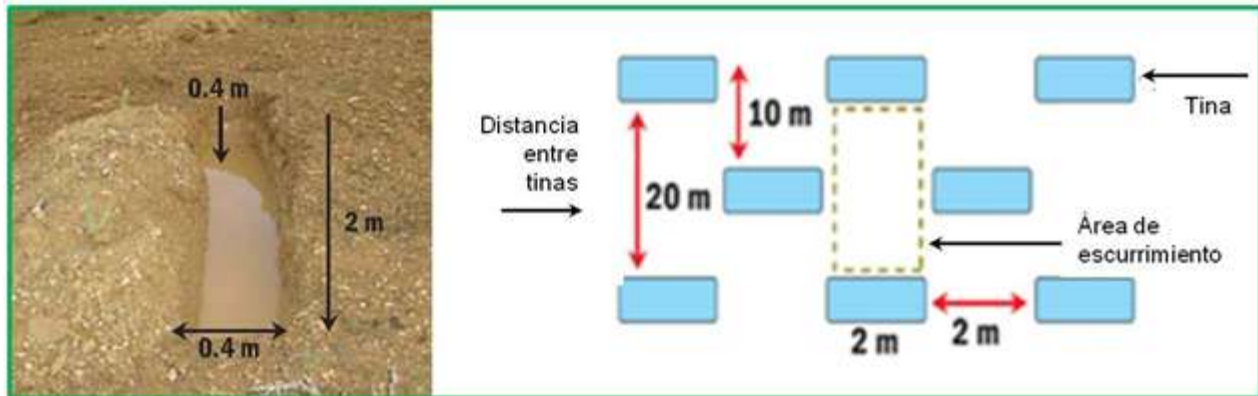 0.4 m
2 m
0.4 m
Distancia
entre
tinas
10 m
20 m
Tina
Área de
escurrimiento
2 m
2 m